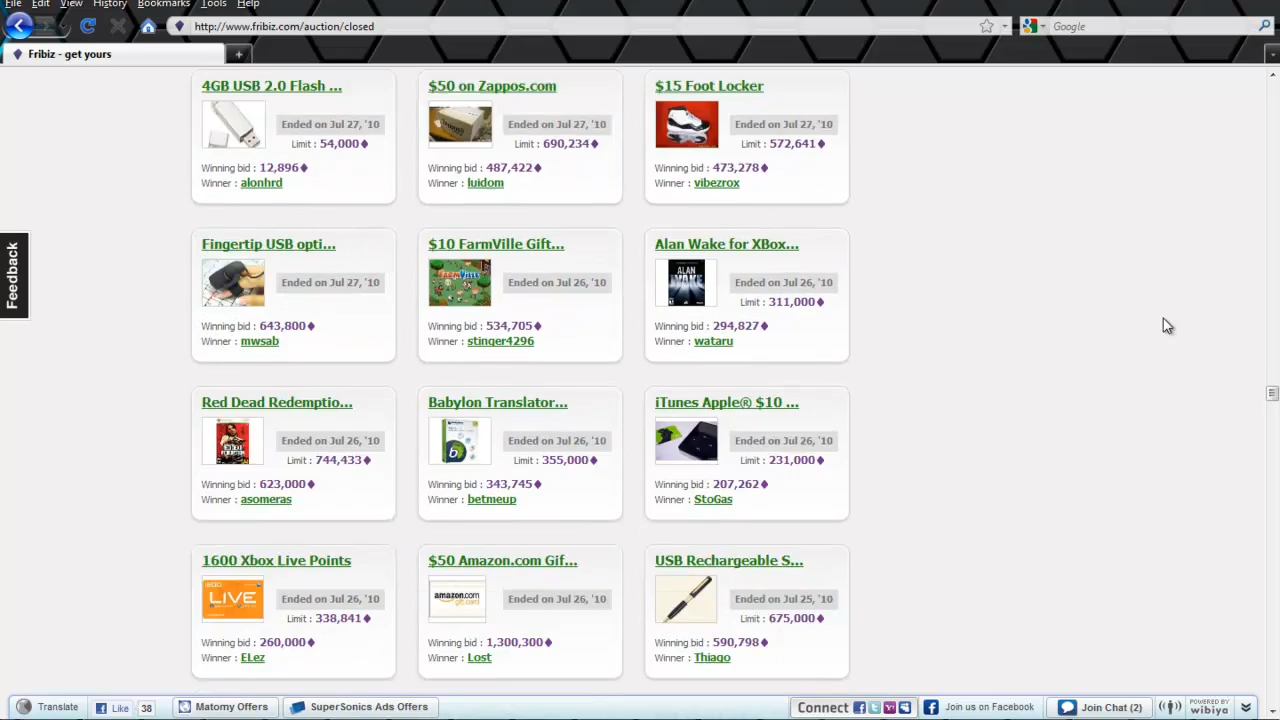 File Edit View History Bookmarks Tools Help
http://www.fribiz.com/auction/closed
Google
Fribiz - get yours
Feedback
4GB USB 2.0 Flash ...
Ended on Jul 27, '10
Limit : 54,000
Winning bid : 12,896
Winner : alonhrd
$50 on Zappos.com
Ended on Jul 27, '10
Limit : 690,234
Winning bid : 487,422
Winner : luidom
$15 Foot Locker
Ended on Jul 27, '10
Limit : 572,641
Winning bid : 473,278
Winner : vibezrox
Fingertip USB opti...
Ended on Jul 27, '10
Winning bid : 643,800
Winner : mwsab
$10 FarmVille Gift...
FARMVILLE
Ended on Jul 26, '10
Winning bid : 534,705
Winner : stinger4296
Alan Wake for XBox...
ALAN WAKE
Ended on Jul 26, '10
Limit : 311,000
Winning bid : 294,827
Winner : wataru
Red Dead Redemptio...
Ended on Jul 26, '10
Limit : 744,433
Winning bid : 623,000
Winner : asomeras
Babylon Translator...
Ended on Jul 26, '10
Limit : 355,000
Winning bid : 343,745
Winner : betmeup
iTunes Apple® $10 ...
Ended on Jul 26, '10
Limit : 231,000
Winning bid : 207,262
Winner : StoGas
1600 Xbox Live Points
1600
LIVE
Ended on Jul 26, '10
Limit : 338,841
Winning bid : 260,000
Winner : ELez
$50 Amazon.com Gif...
amazon.com
gift card
Ended on Jul 26, '10
Winning bid : 1,300,300
Winner : Lost
USB Rechargeable S...
Ended on Jul 25, '10
Limit : 675,000
Winning bid : 590,798
Winner : Thiago
Translate
Like 38
Matomy Offers
SuperSonics Ads Offers
Connect
Join us on Facebook
Join Chat (2)
POWERED BY
wibiya